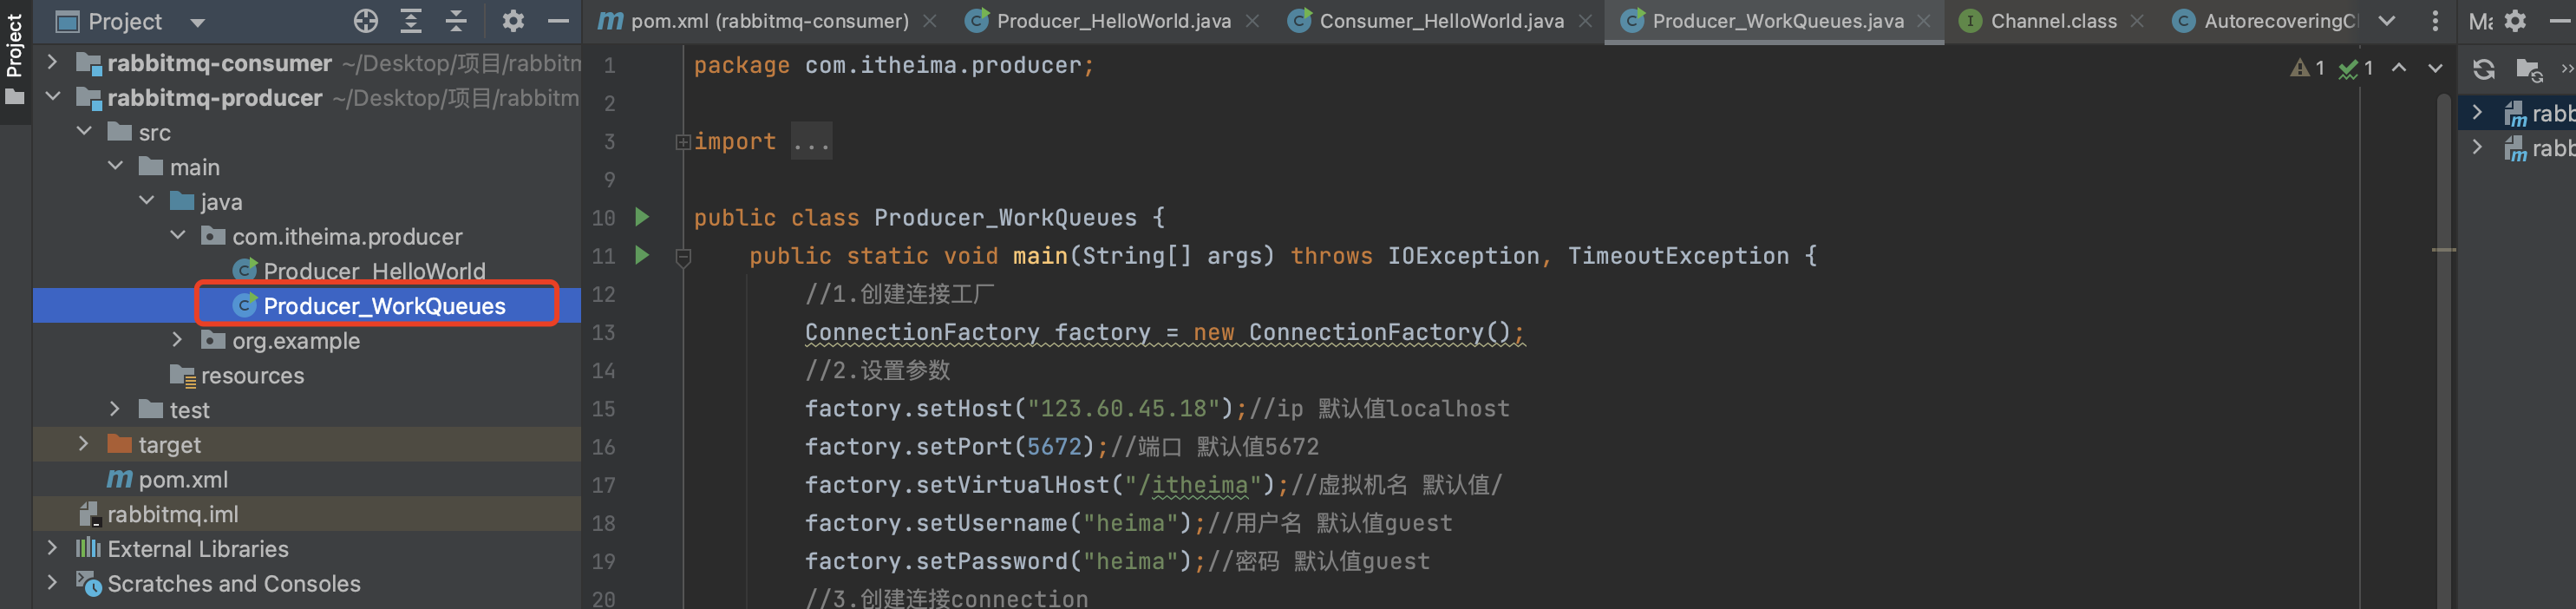 Project
Project
rabbitmq-consumer ~/Desktop/项目/rabbitm
rabbitmq-producer ~/Desktop/项目/rabbitm
src
main
java
com.itheima.producer
Producer_HelloWorld
Producer_WorkQueues
org.example
resources
test
target
pom.xml
rabbitmq.iml
External Libraries
Scratches and Consoles
pom.xml (rabbitmq-consumer)
Producer_HelloWorld.java
Consumer_HelloWorld.java
Producer_WorkQueues.java
Channel.class
AutorecoveringC
1 package com.itheima.producer;
2
3 import ...
9
10 public class Producer_WorkQueues {
11 public static void main(String[] args) throws IOException, TimeoutException {
12 //1.创建连接工厂
13 ConnectionFactory factory = new ConnectionFactory();
14 //2.设置参数
15 factory.setHost("123.60.45.18");//ip 默认值localhost
16 factory.setPort(5672);//端口 默认值5672
17 factory.setVirtualHost("/itheima");//虚拟机名 默认值/
18 factory.setUsername("heima");//用户名 默认值guest
19 factory.setPassword("heima");//密码 默认值guest
20 //3.创建连接connection
1 1
Ma
rabb
rabb